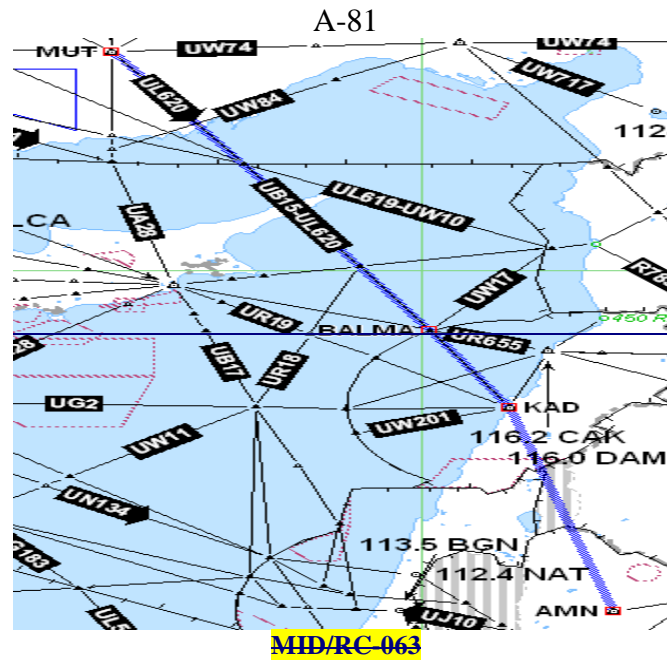 A-81
MUT
UW74
UW74
UL620
UW84
UW717
112
UL619-UW10
UB15-UL620
UA28
CA
UW17
R78
UR19
BALMA
UR655
UB17
UR18
UG2
KAD
UW201
UW11
116.2 CAK
116.0 DAM
UN134
113.5 BGN
G183
112.4 NAT
AMN
UJ10
MID/RC-063